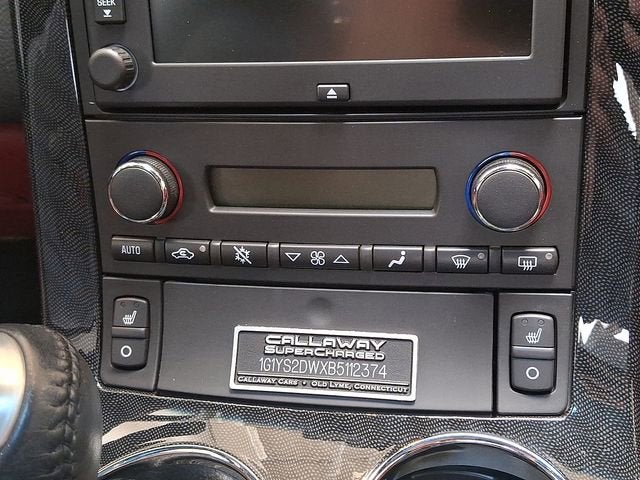 SEEK
AUTO
CALLAWAY
SUPERCHARGED
1G1YS2DWXB5112374
CALLAWAY CARS • OLD LYME, CONNECTICUT